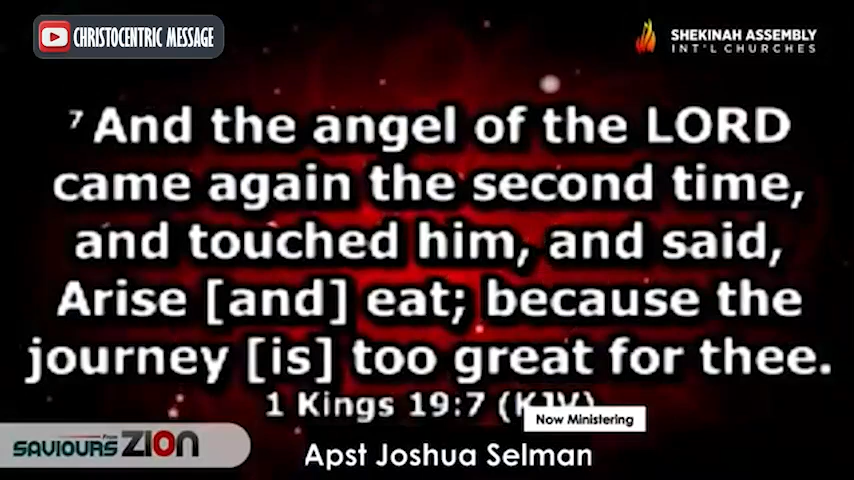 CHRISTOCENTRIC MESSAGE
SHEKINAH ASSEMBLY
INT'L CHURCHES
7 And the angel of the LORD
came again the second time,
and touched him, and said,
Arise [and] eat; because the
journey [is] too great for thee.
1 Kings 19:7 (KJV)
Now Ministering
From
SAVIOURS ZION
Apst Joshua Selman